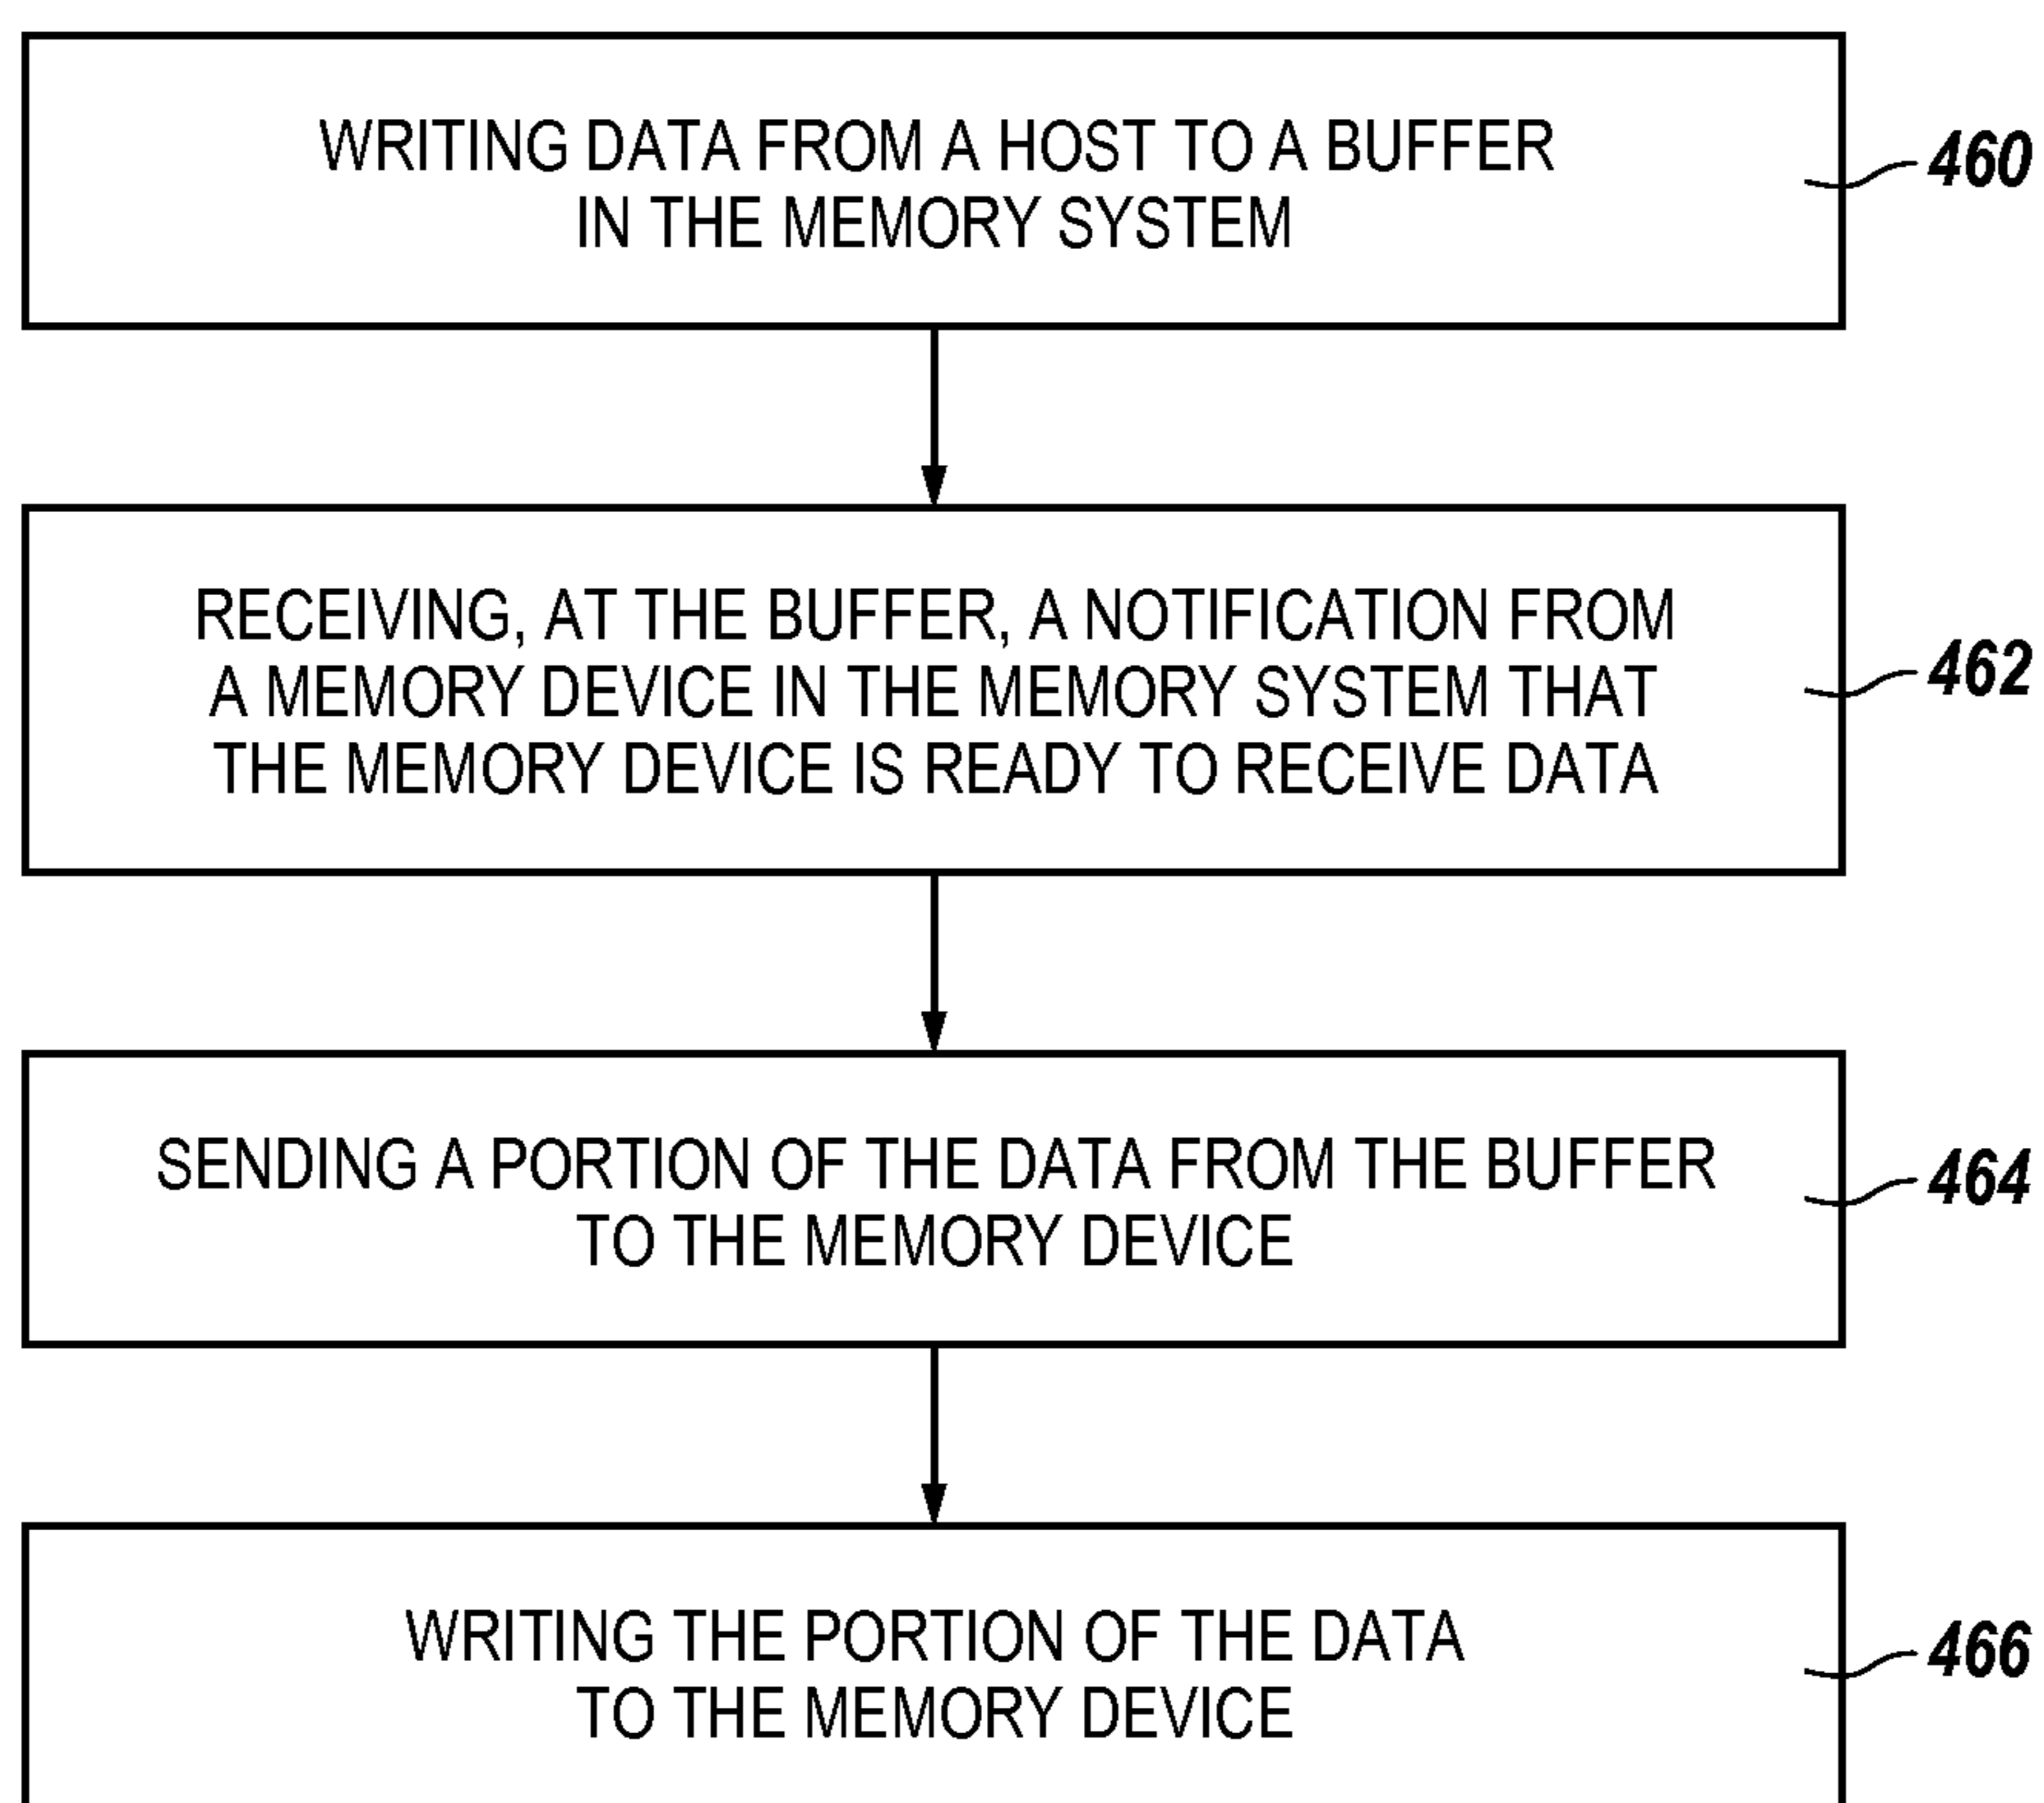 WRITING DATA FROM A HOST TO A BUFFER
IN THE MEMORY SYSTEM
460
RECEIVING, AT THE BUFFER, A NOTIFICATION FROM
A MEMORY DEVICE IN THE MEMORY SYSTEM THAT
THE MEMORY DEVICE IS READY TO RECEIVE DATA
462
SENDING A PORTION OF THE DATA FROM THE BUFFER
TO THE MEMORY DEVICE
464
WRITING THE PORTION OF THE DATA
TO THE MEMORY DEVICE
466